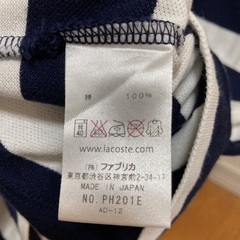 綿 100%
www.lacoste.com
(株) ファブリカ
東京都渋谷区神宮前2-34-17
MADE IN JAPAN
NO. PH201E
AD-12